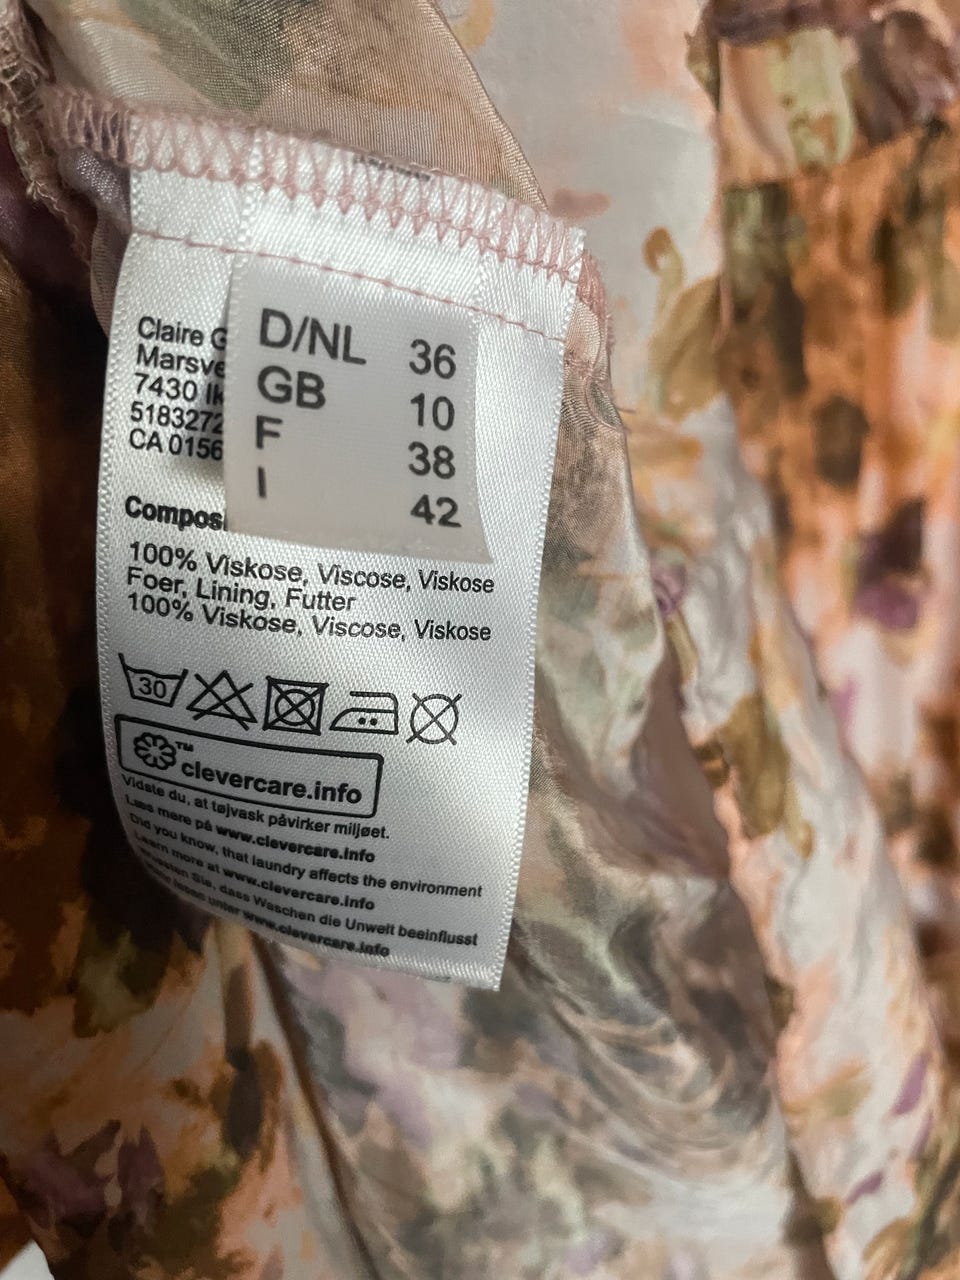 D/NL 36
GB 10
F 38
I 42
Claire G
Marsve
7430 Ik
5183272
CA 0156
Compos
100% Viskose, Viscose, Viskose
Foer, Lining, Futter
100% Viskose, Viscose, Viskose
30
™
clevercare.info
Vidste du, at tøjvask påvirker miljøet.
Læs mere på www.clevercare.info
Did you know, that laundry affects the environment
Learn more at www.clevercare.info
Sie, dass Waschen die Umwelt beeinflusst
lesen unter www.clevercare.info